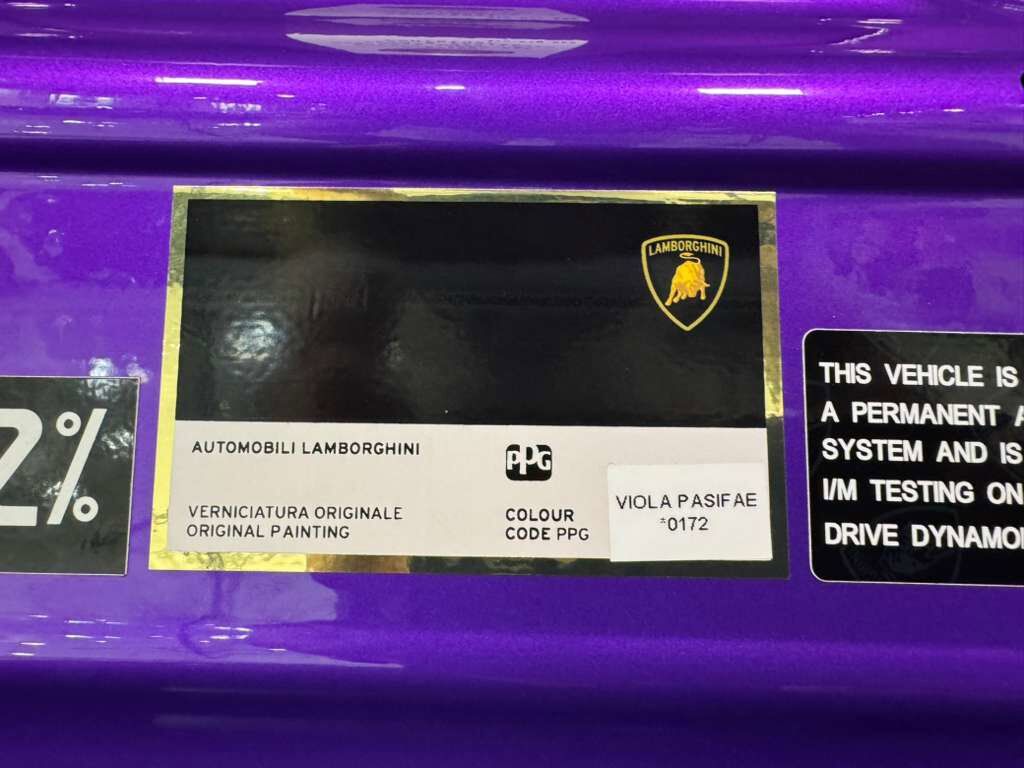 LAMBORGHINI
AUTOMOBILI LAMBORGHINI
PPG
VERNICIATURA ORIGINALE
ORIGINAL PAINTING
COLOUR
CODE PPG
VIOLA PASIFAE
*0172
2%
THIS VEHICLE IS
A PERMANENT A
SYSTEM AND IS
I/M TESTING ON
DRIVE DYNAMO